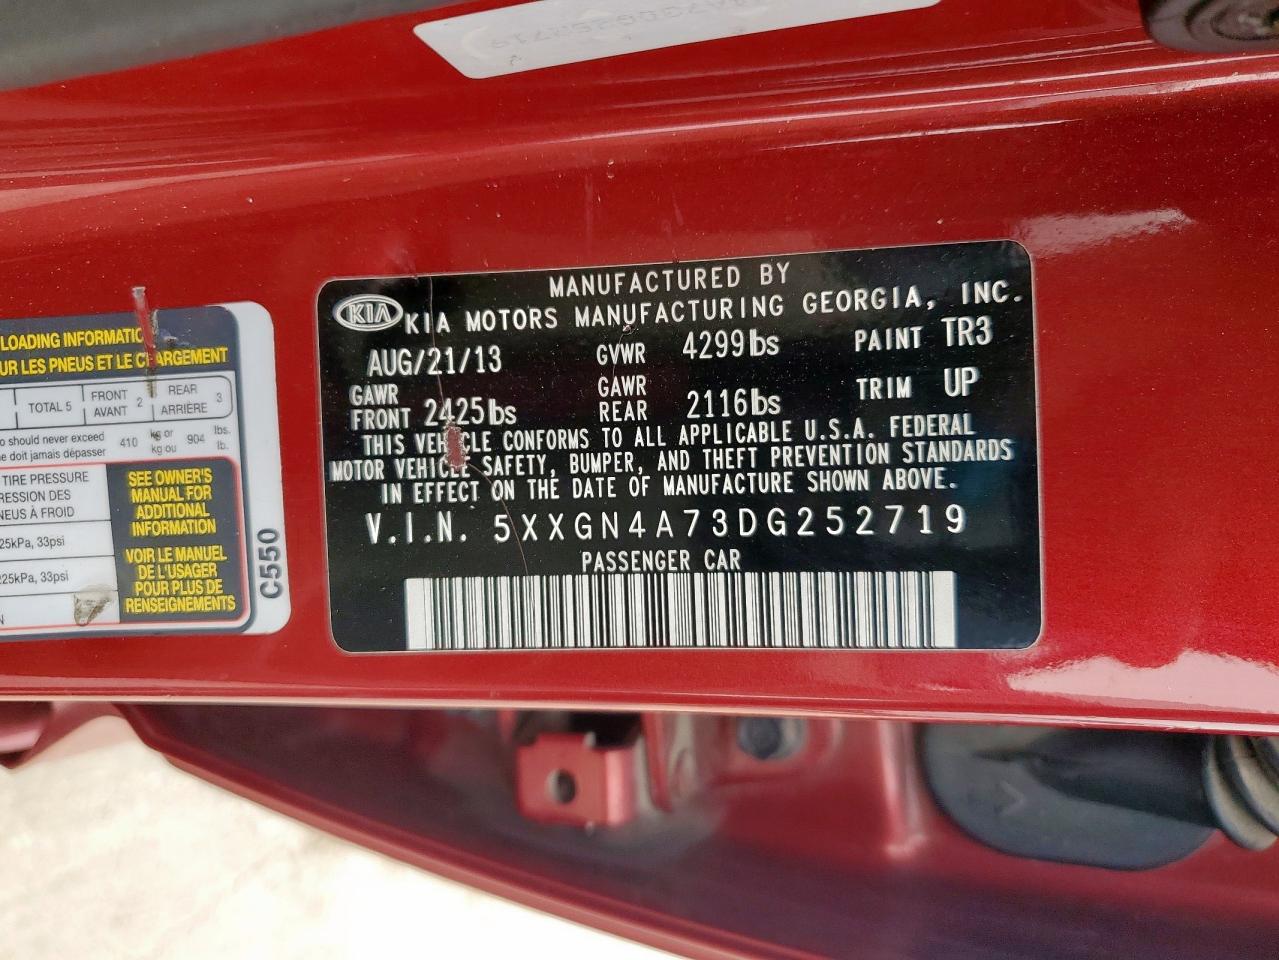 LOADING INFORMATION
UR LES PNEUS ET LE CHARGEMENT
TOTAL 5
FRONT 2
AVANT
REAR 3
ARRIÈRE
o should never exceed 410 kg or 904 lbs.
ne doit jamais dépasser kg ou lb.
TIRE PRESSURE
RESSION DES
NEUS À FROID
25kPa, 33psi
225kPa, 33psi
SEE OWNER'S
MANUAL FOR
ADDITIONAL
INFORMATION
VOIR LE MANUEL
DE L'USAGER
POUR PLUS DE
RENSEIGNEMENTS
C550
MANUFACTURED BY
KIA KIA MOTORS MANUFACTURING GEORGIA, INC.
AUG/21/13 GVWR 4299lbs PAINT TR3
GAWR FRONT 2425lbs GAWR REAR 2116lbs TRIM UP
THIS VEHICLE CONFORMS TO ALL APPLICABLE U.S.A. FEDERAL
MOTOR VEHICLE SAFETY, BUMPER, AND THEFT PREVENTION STANDARDS
IN EFFECT ON THE DATE OF MANUFACTURE SHOWN ABOVE.
V.I.N. 5XXGN4A73DG252719
PASSENGER CAR